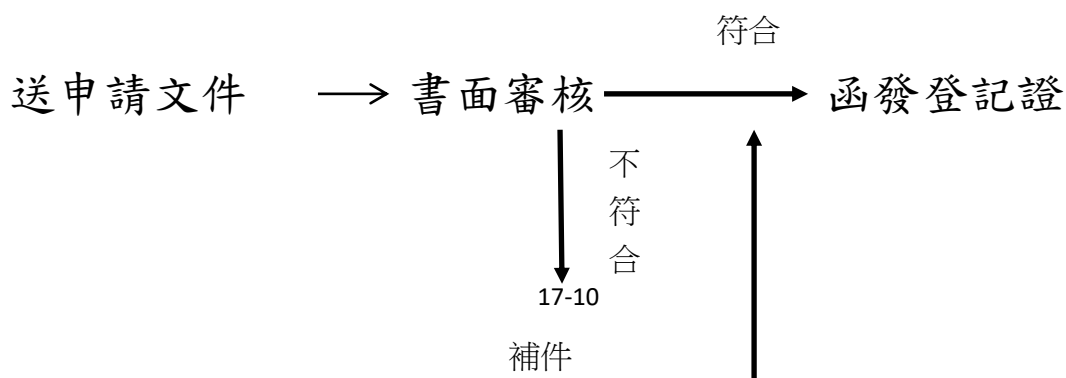 符合
送申請文件 → 書面審核 → 函發登記證
不符合
17-10
補件